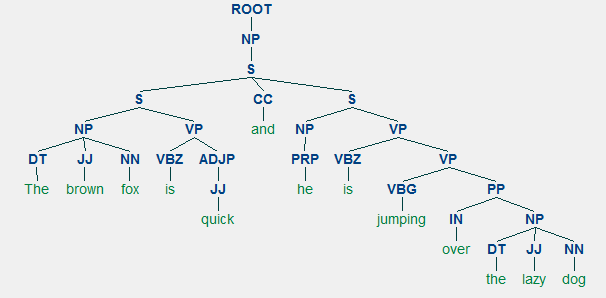 ROOT
NP
S
S CC S
and
NP VP NP VP
DT JJ NN VBZ ADJP PRP VBZ VP
The brown fox is JJ he is VBG PP
quick jumping IN NP
over DT JJ NN
the lazy dog